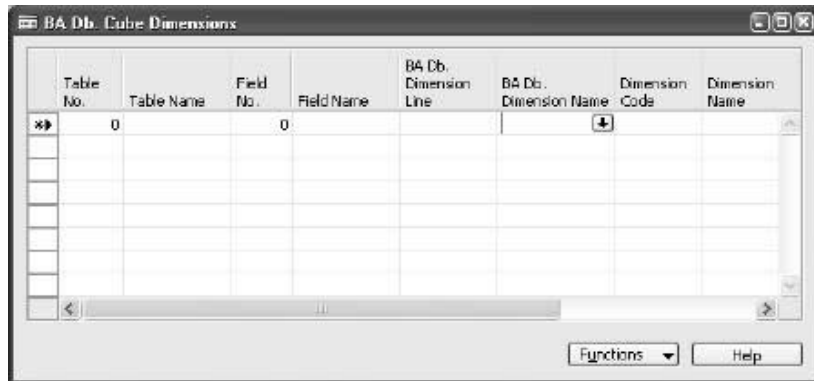 BA Db. Cube Dimensions
Table No.
Table Name
Field No.
Field Name
BA Db. Dimension Line
BA Db. Dimension Name
Dimension Code
Dimension Name
0
0
Functions
Help